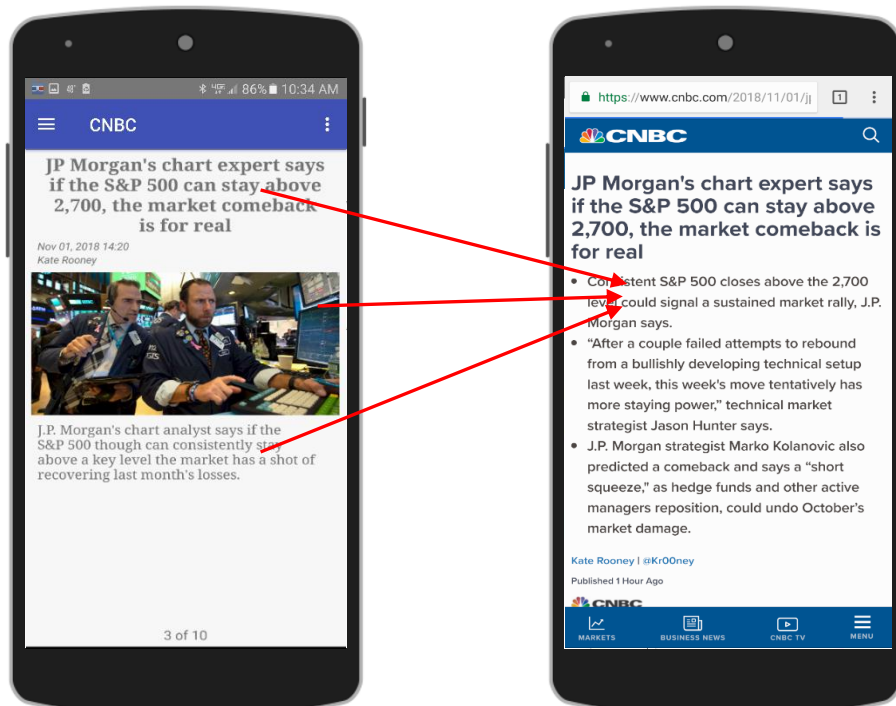 48°
4G LTE
86%
10:34 AM
CNBC
JP Morgan's chart expert says
if the S&P 500 can stay above
2,700, the market comeback
is for real
Nov 01, 2018 14:20
Kate Rooney
J.P. Morgan's chart analyst says if the
S&P 500 though can consistently stay
above a key level the market has a shot of
recovering last month's losses.
3 of 10
https://www.cnbc.com/2018/11/01/j
1
CNBC
JP Morgan's chart expert says
if the S&P 500 can stay above
2,700, the market comeback is
for real
• Consistent S&P 500 closes above the 2,700
level could signal a sustained market rally, J.P.
Morgan says.
• “After a couple failed attempts to rebound
from a bullishly developing technical setup
last week, this week's move tentatively has
more staying power,” technical market
strategist Jason Hunter says.
• J.P. Morgan strategist Marko Kolanovic also
predicted a comeback and says a “short
squeeze,” as hedge funds and other active
managers reposition, could undo October’s
market damage.
Kate Rooney | @Kr00ney
Published 1 Hour Ago
CNBC
MARKETS
BUSINESS NEWS
CNBC TV
MENU